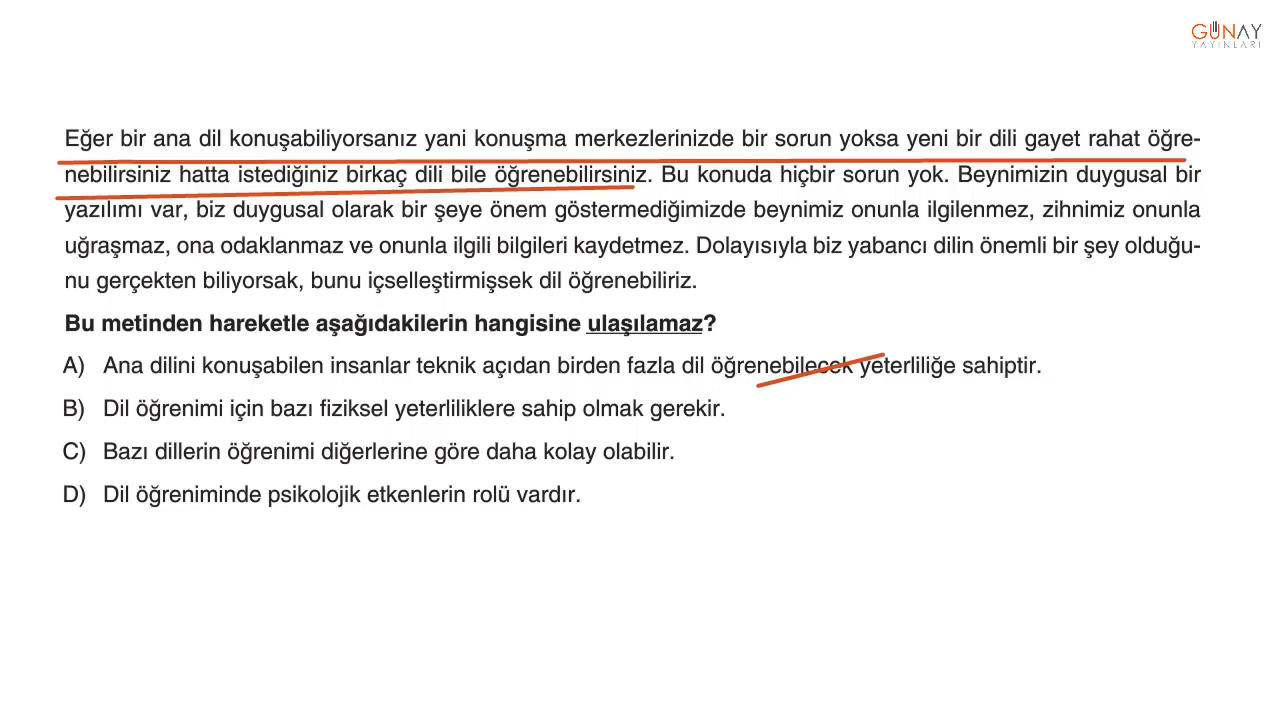 GÜNAY
YAYINLARI
Eğer bir ana dil konuşabiliyorsanız yani konuşma merkezlerinizde bir sorun yoksa yeni bir dili gayet rahat öğre-
nebilirsiniz hatta istediğiniz birkaç dili bile öğrenebilirsiniz. Bu konuda hiçbir sorun yok. Beynimizin duygusal bir
yazılımı var, biz duygusal olarak bir şeye önem göstermediğimizde beynimiz onunla ilgilenmez, zihnimiz onunla
uğraşmaz, ona odaklanmaz ve onunla ilgili bilgileri kaydetmez. Dolayısıyla biz yabancı dilin önemli bir şey olduğu-
nu gerçekten biliyorsak, bunu içselleştirmişsek dil öğrenebiliriz.
Bu metinden hareketle aşağıdakilerin hangisine ulaşılamaz?
A) Ana dilini konuşabilen insanlar teknik açıdan birden fazla dil öğrenebilecek yeterliliğe sahiptir.
B) Dil öğrenimi için bazı fiziksel yeterliliklere sahip olmak gerekir.
C) Bazı dillerin öğrenimi diğerlerine göre daha kolay olabilir.
D) Dil öğreniminde psikolojik etkenlerin rolü vardır.